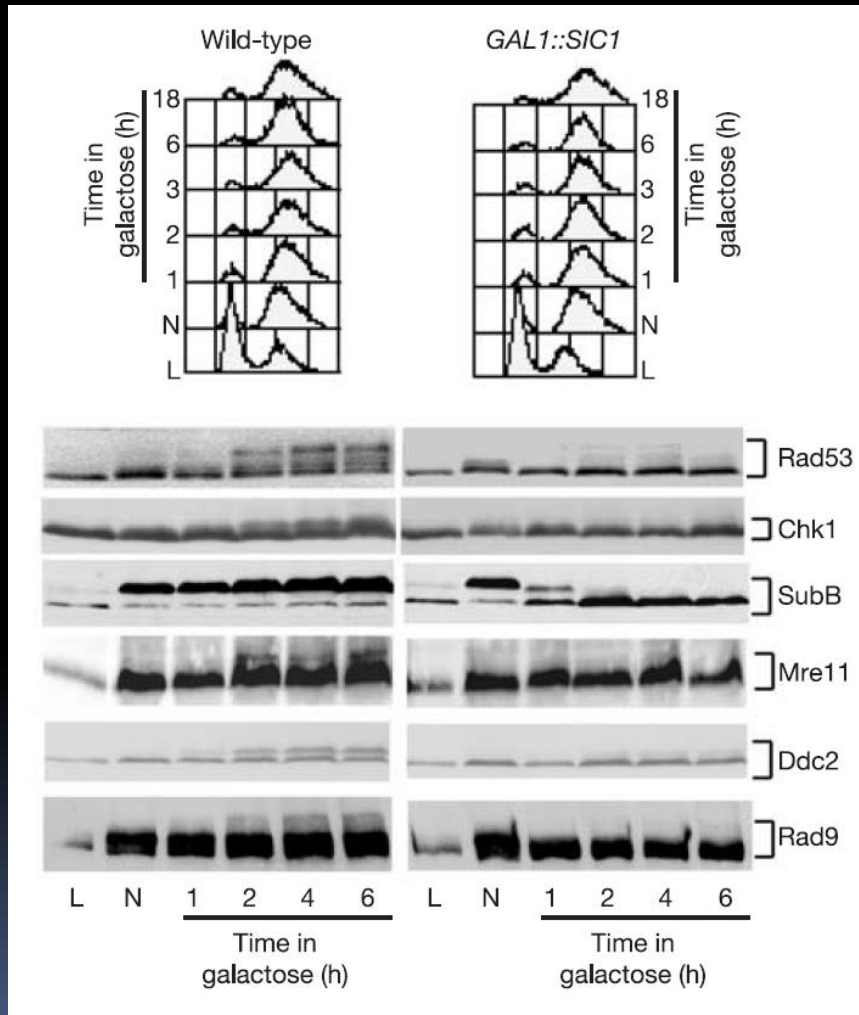 Wild-type
GAL1::SIC1
Time in galactose (h)
18
6
3
2
1
N
L
18
6
3
2
1
N
L
Time in galactose (h)
Rad53
Chk1
SubB
Mre11
Ddc2
Rad9
L N 1 2 4 6
L N 1 2 4 6
Time in
galactose (h)
Time in
galactose (h)